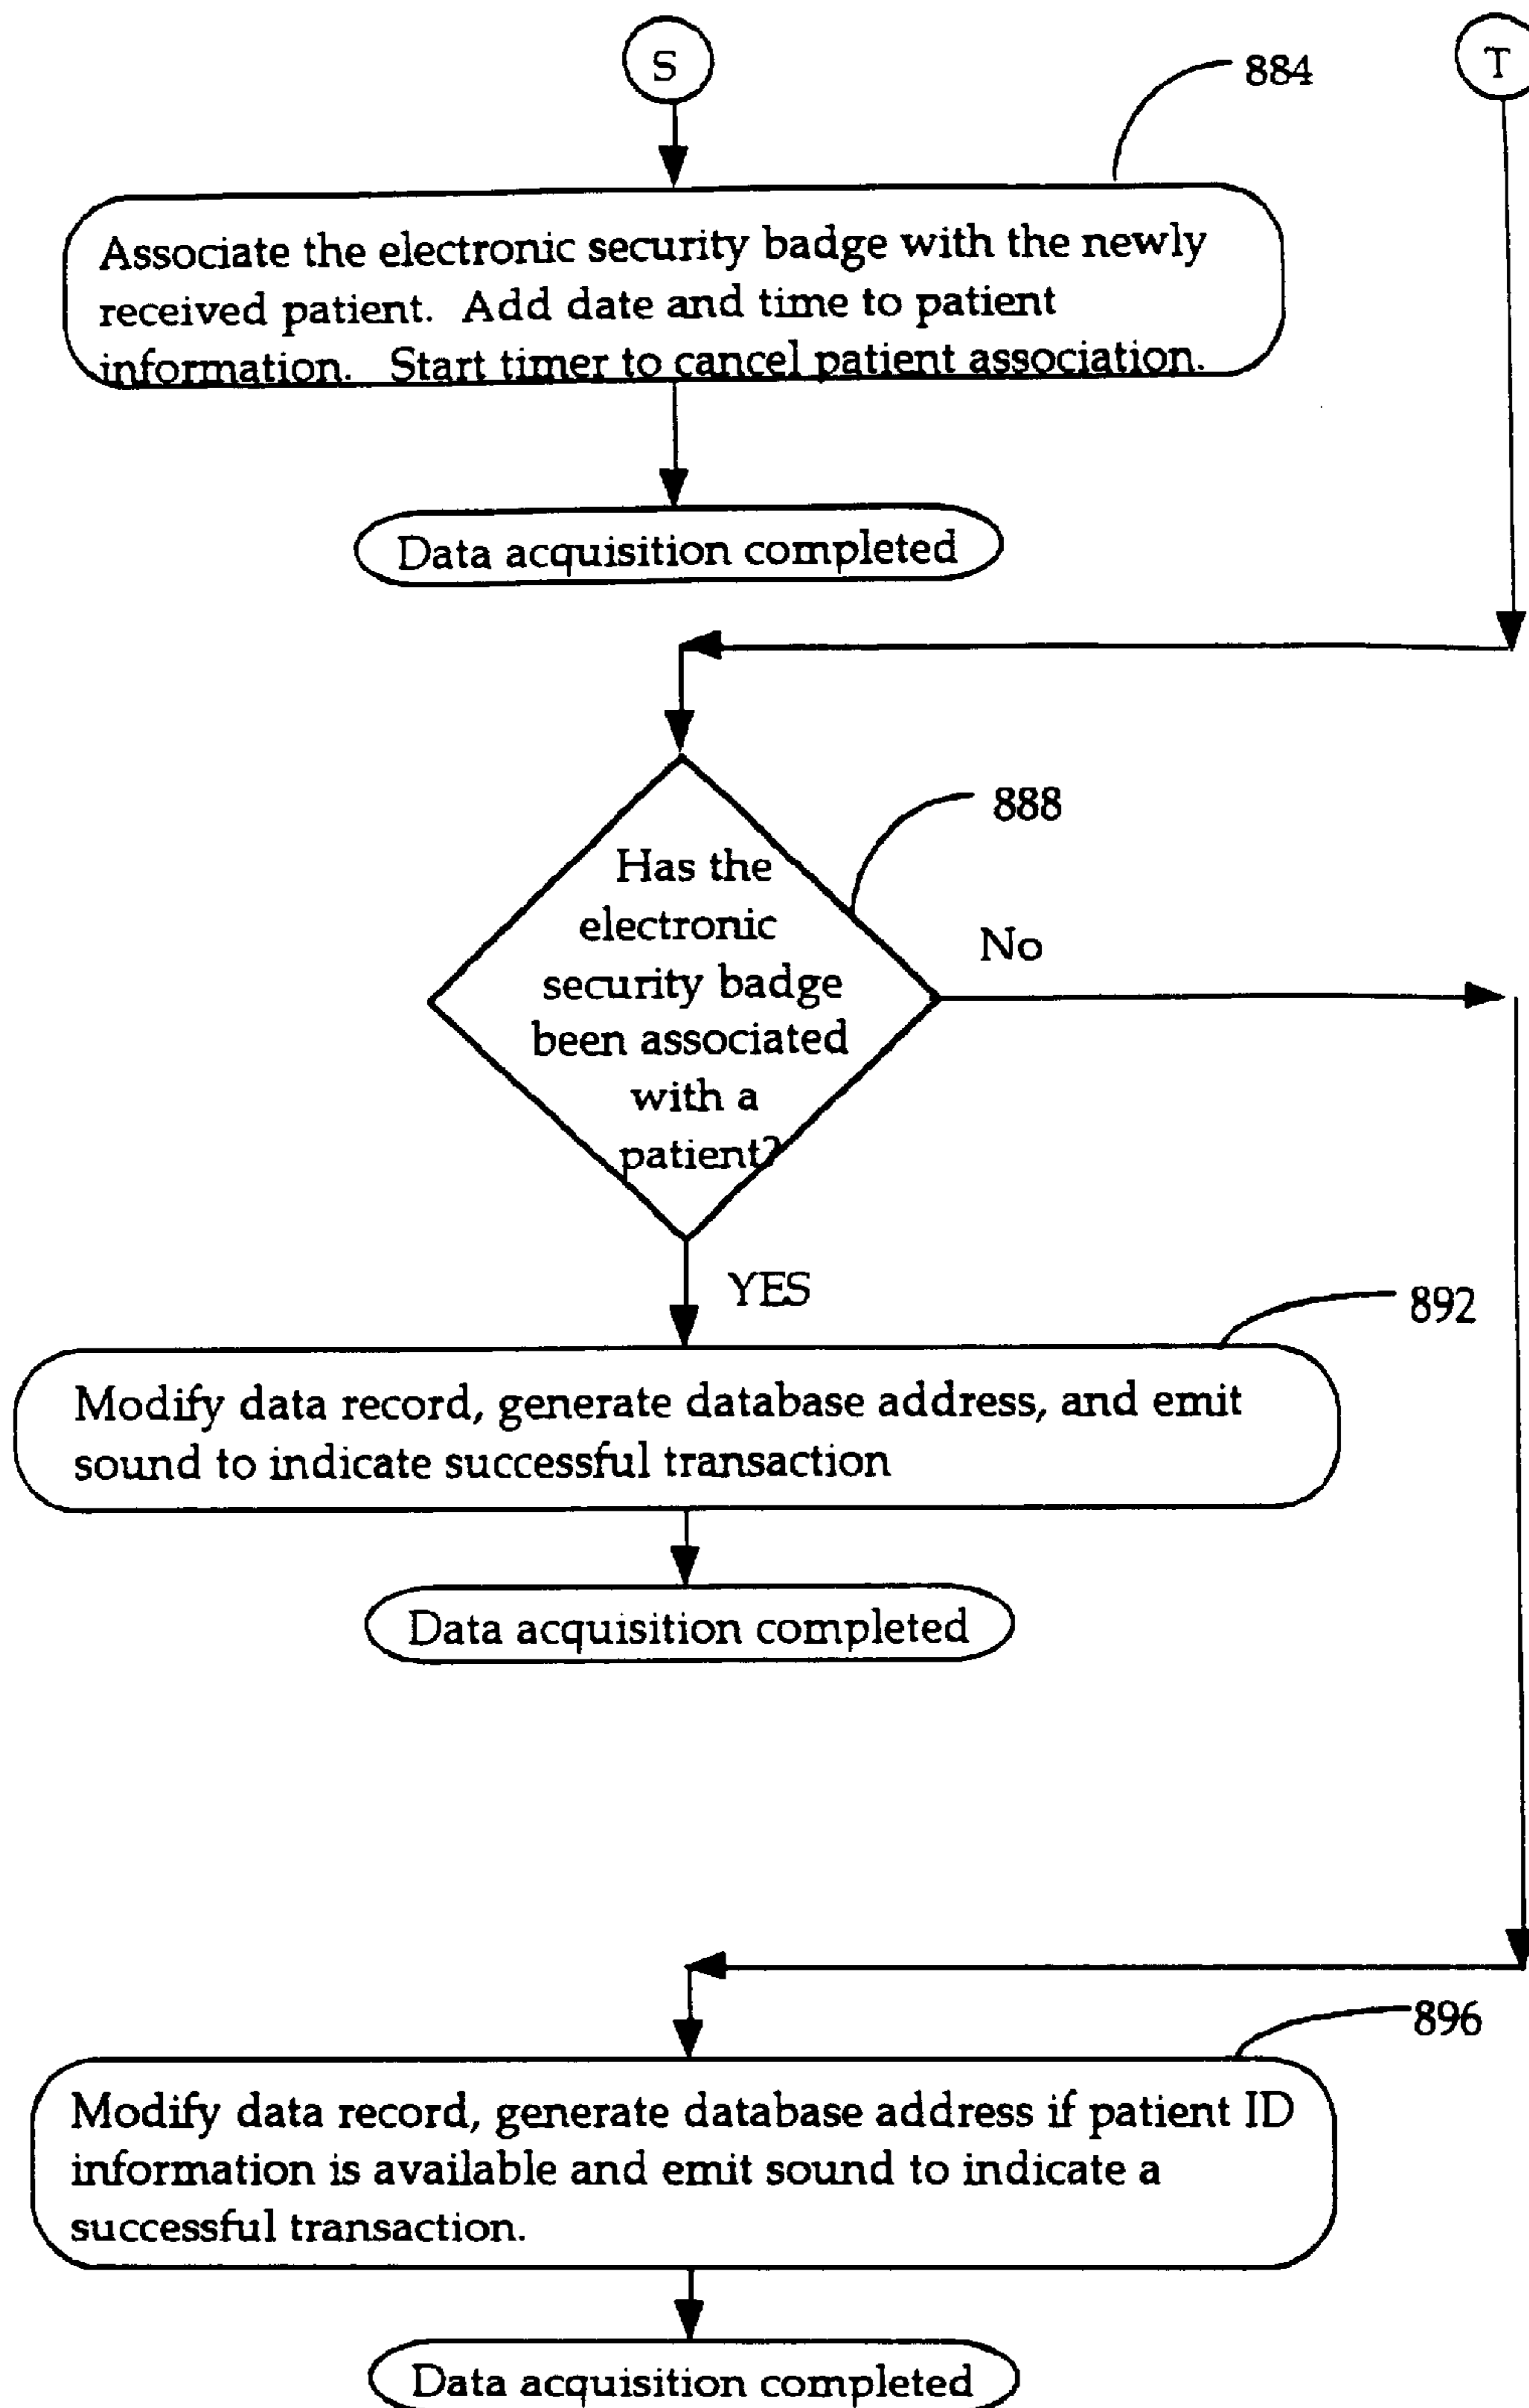 S
T
884
Associate the electronic security badge with the newly
received patient. Add date and time to patient
information. Start timer to cancel patient association.
Data acquisition completed
888
Has the
electronic
security badge
been associated
with a
patient?
No
YES
892
Modify data record, generate database address, and emit
sound to indicate successful transaction
Data acquisition completed
896
Modify data record, generate database address if patient ID
information is available and emit sound to indicate a
successful transaction.
Data acquisition completed